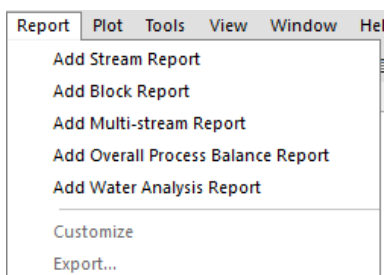 Report Plot Tools View Window Hel
Add Stream Report
Add Block Report
Add Multi-stream Report
Add Overall Process Balance Report
Add Water Analysis Report
Customize
Export...